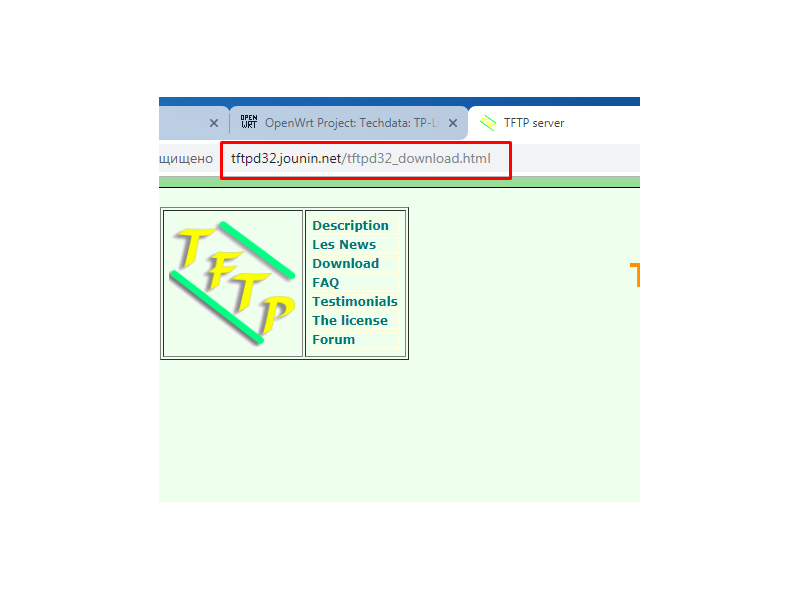 OPEN WRT OpenWrt Project: Techdata: TP-L TFTP server
щищено tftpd32.jounin.net/tftpd32_download.html
TFTP
Description
Les News
Download
FAQ
Testimonials
The license
Forum